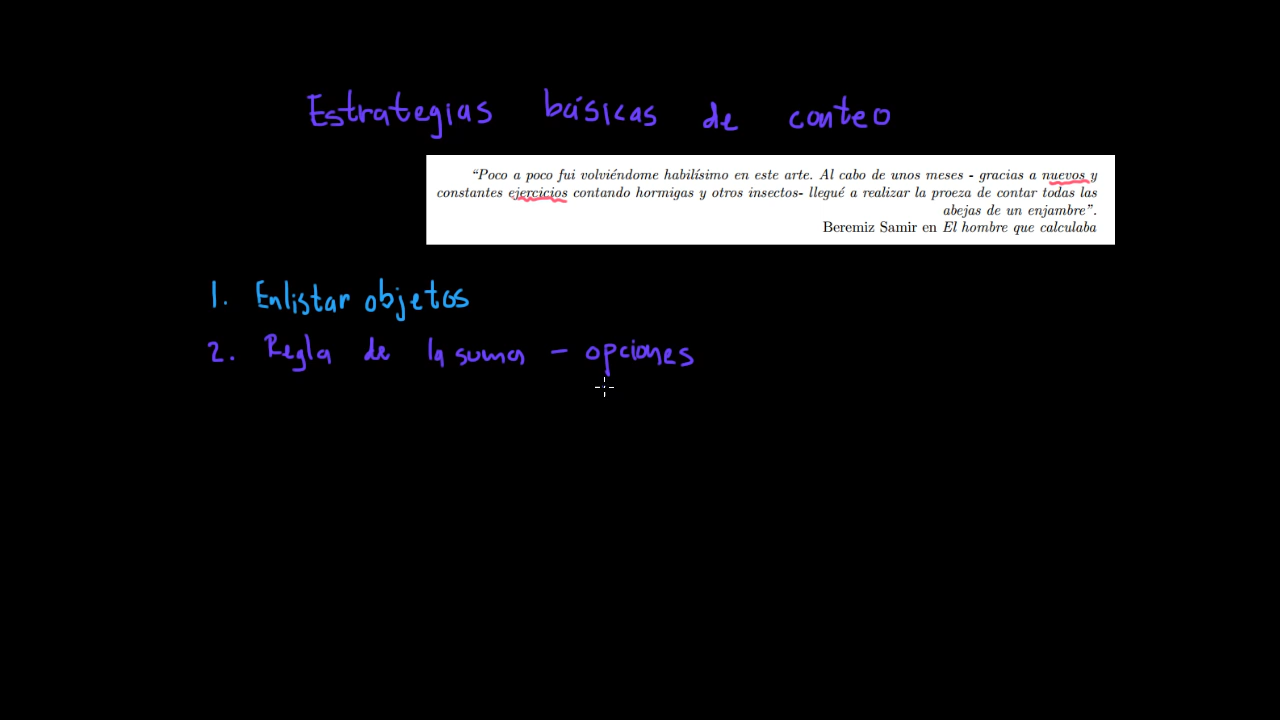 Estrategias básicas de conteo
“Poco a poco fui volviéndome habilísimo en este arte. Al cabo de unos meses - gracias a nuevos y
constantes ejercicios contando hormigas y otros insectos- llegué a realizar la proeza de contar todas las
abejas de un enjambre”.
Beremiz Samir en El hombre que calculaba
1. Enlistar objetos
2. Regla de la suma - opciones